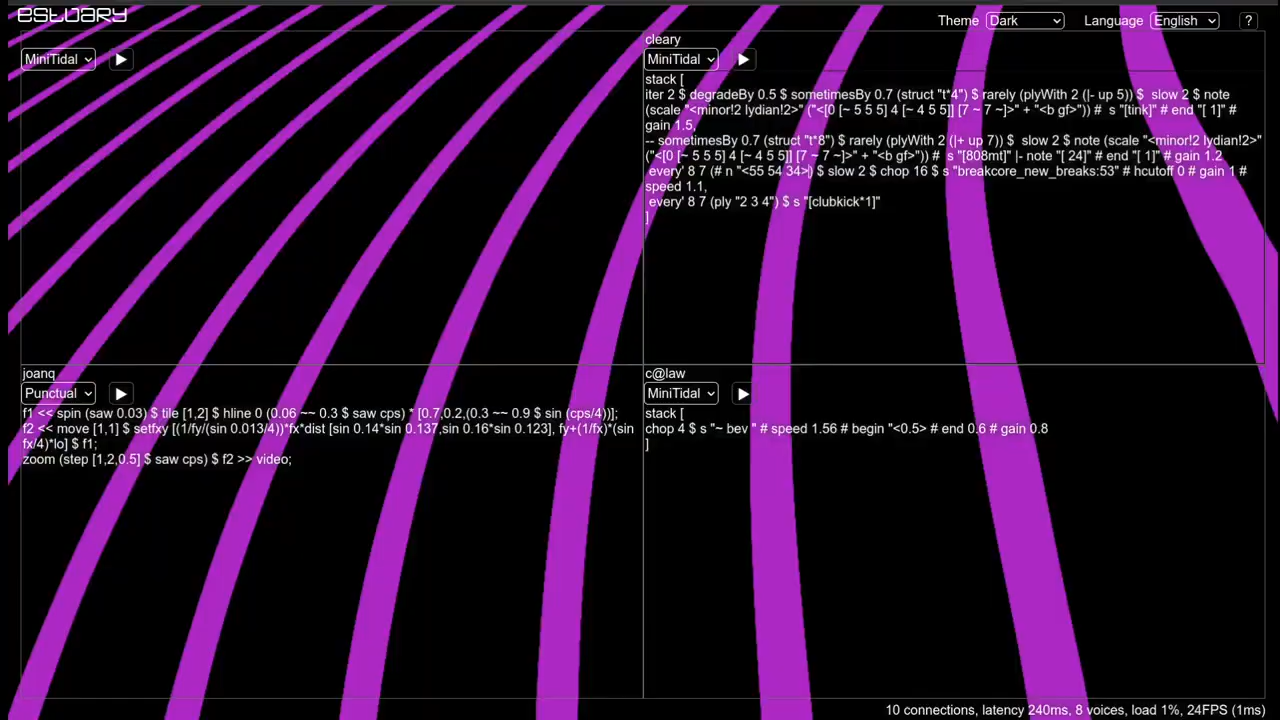 estuary
Theme Dark Language English ?
MiniTidal
cleary
MiniTidal
stack [
iter 2 $ degradeBy 0.5 $ sometimesBy 0.7 (struct "t*4") $ rarely (plyWith 2 (|- up 5)) $  slow 2 $ note
(scale "<minor!2 lydian!2>" ("<[0 [~ 5 5 5] 4 [~ 4 5 5]] [7 ~ 7 ~]>" + "<b gf>")) #  s "[tink]" # end "[ 1]" #
gain 1.5,
-- sometimesBy 0.7 (struct "t*8") $ rarely (plyWith 2 (|+ up 7)) $  slow 2 $ note (scale "<minor!2 lydian!2>"
("<[0 [~ 5 5 5] 4 [~ 4 5 5]] [7 ~ 7 ~]>" + "<b gf>")) #  s "[808mt]" |- note "[ 24]" # end "[ 1]" # gain 1.2
every' 8 7 (# n "<55 54 34>) $ slow 2 $ chop 16 $ s "breakcore_new_breaks:53" # hcutoff 0 # gain 1 #
speed 1.1,
every' 8 7 (ply "2 3 4") $ s "[clubkick*1]"
]
joanq
Punctual
f1 << spin (saw 0.03) $ tile [1,2] $ hline 0 (0.06 ~~ 0.3 $ saw cps) * [0.7,0.2,(0.3 ~~ 0.9 $ sin (cps/4))];
f2 << move [1,1] $ setfxy [(1/fy/(sin 0.013/4))*fx*dist [sin 0.14*sin 0.137,sin 0.16*sin 0.123], fy+(1/fx)*(sin
fx/4)*lo] $ f1;
zoom (step [1,2,0.5] $ saw cps) $ f2 >> video;
c@law
MiniTidal
stack [
chop 4 $ s "~ bev " # speed 1.56 # begin "<0.5> # end 0.6 # gain 0.8
]
10 connections, latency 240ms, 8 voices, load 1%, 24FPS (1ms)